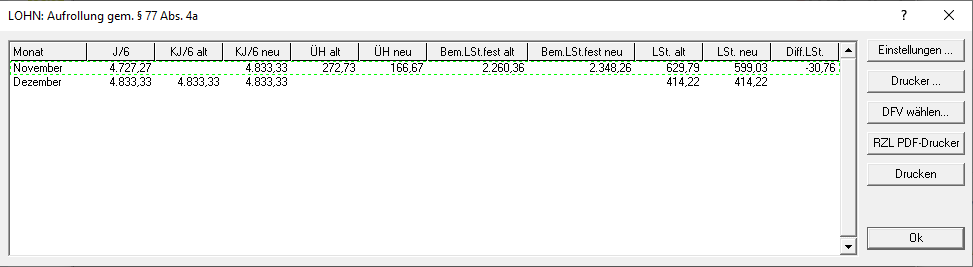 LOHN: Aufrollung gem. § 77 Abs. 4a
Monat J/6 KJ/6 alt KJ/6 neu ÜH alt ÜH neu Bem.LSt.fest alt Bem.LSt.fest neu LSt. alt LSt. neu Diff.LSt.
November 4.727,27 4.833,33 272,73 166,67 2.260,36 2.348,26 629,79 599,03 -30,76
Dezember 4.833,33 4.833,33 4.833,33 414,22 414,22
Einstellungen ...
Drucker ...
DFV wählen...
RZL PDF-Drucker
Drucken
Ok